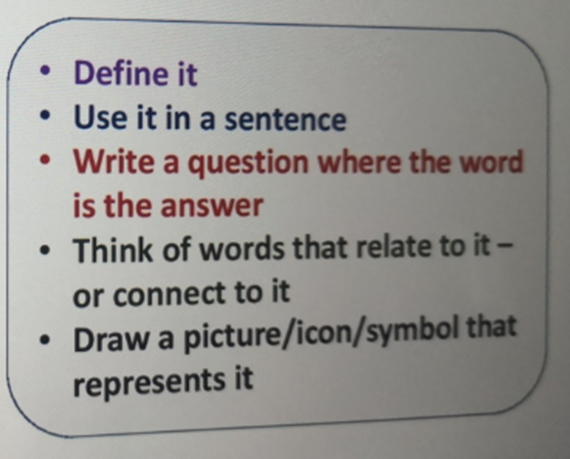 • Define it
• Use it in a sentence
• Write a question where the word
is the answer
• Think of words that relate to it –
or connect to it
• Draw a picture/icon/symbol that
represents it